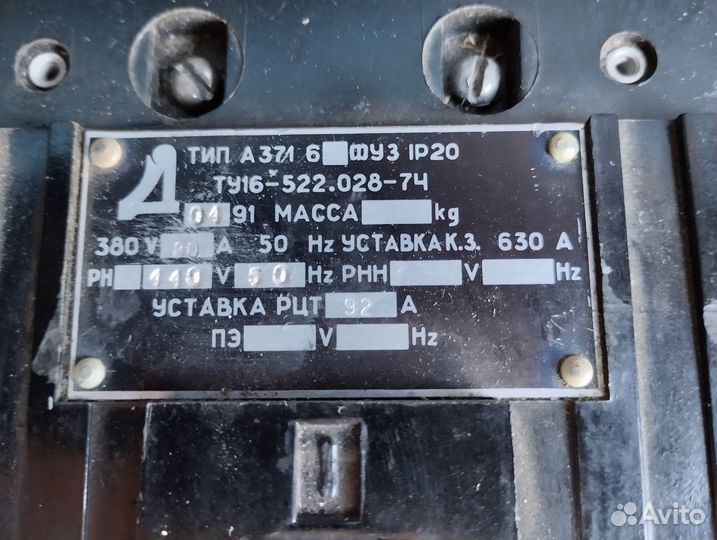 ТИП А371 6 ФУ3 IP20
ТУ16-522.028-74
04 91 МАССА kg
380 V 80 A 50 Hz УСТАВКА К.З. 630 A
РН 440 V 50 Hz РНН V Hz
УСТАВКА РЦТ 92 A
ПЭ V Hz
Avito